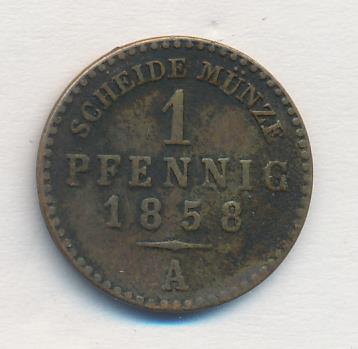 SCHEIDE MÜNZE
1
PFENNIG
1858
A